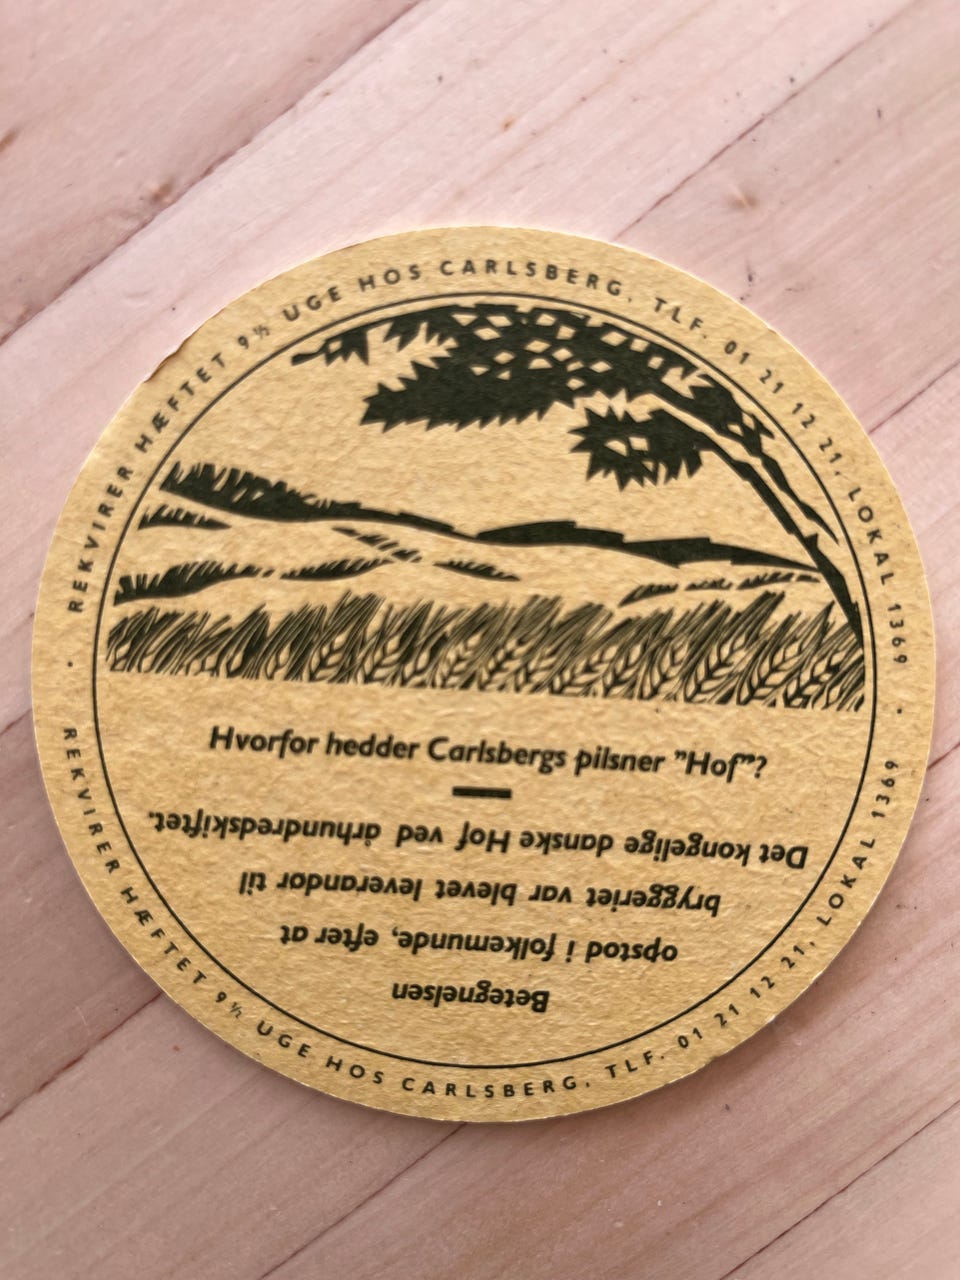 REKVIRER HÆFTET 9½ UGE HOS CARLSBERG. TLF. 01 21 12 21. LOKAL 1369 •
Hvorfor hedder Carlsbergs pilsner ”Hof”?
Betegnelsen
opstod i folkemunde, efter at
bryggeriet var blevet leverandør til
Det kongelige danske Hof ved århundredskiftet.
REKVIRER HÆFTET 9½ UGE HOS CARLSBERG. TLF. 01 21 12 21. LOKAL 1369 •